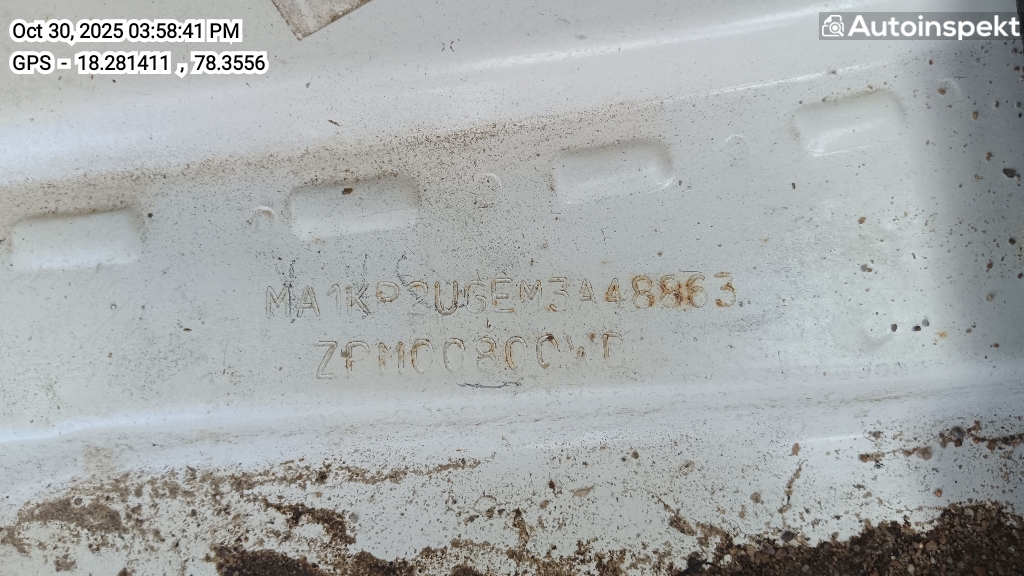 Oct 30, 2025 03:58:41 PM
GPS - 18.281411 , 78.3556
Autoinspekt
MA1KP2UGEM3A48863